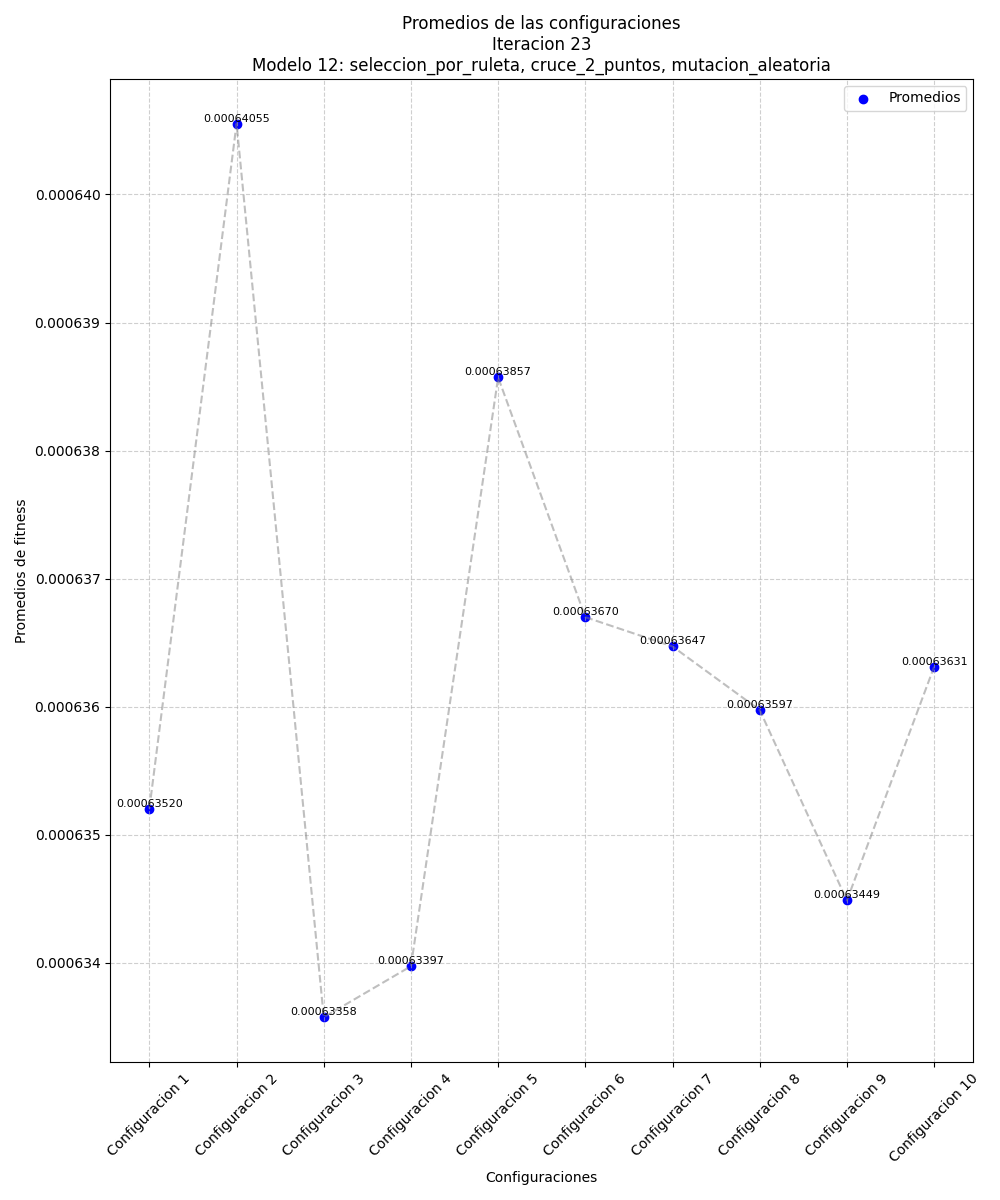 Promedios de las configuraciones
Iteracion 23
Modelo 12: seleccion_por_ruleta, cruce_2_puntos, mutacion_aleatoria
Promedios
0.00064055
0.000640
0.000639
0.00063857
0.000638
0.000637
0.00063670
0.00063647
0.00063631
0.000636
0.00063597
0.00063520
0.000635
0.00063449
0.000634
0.00063397
0.00063358
Promedios de fitness
Configuracion 1
Configuracion 2
Configuracion 3
Configuracion 4
Configuracion 5
Configuracion 6
Configuracion 7
Configuracion 8
Configuracion 9
Configuracion 10
Configuraciones